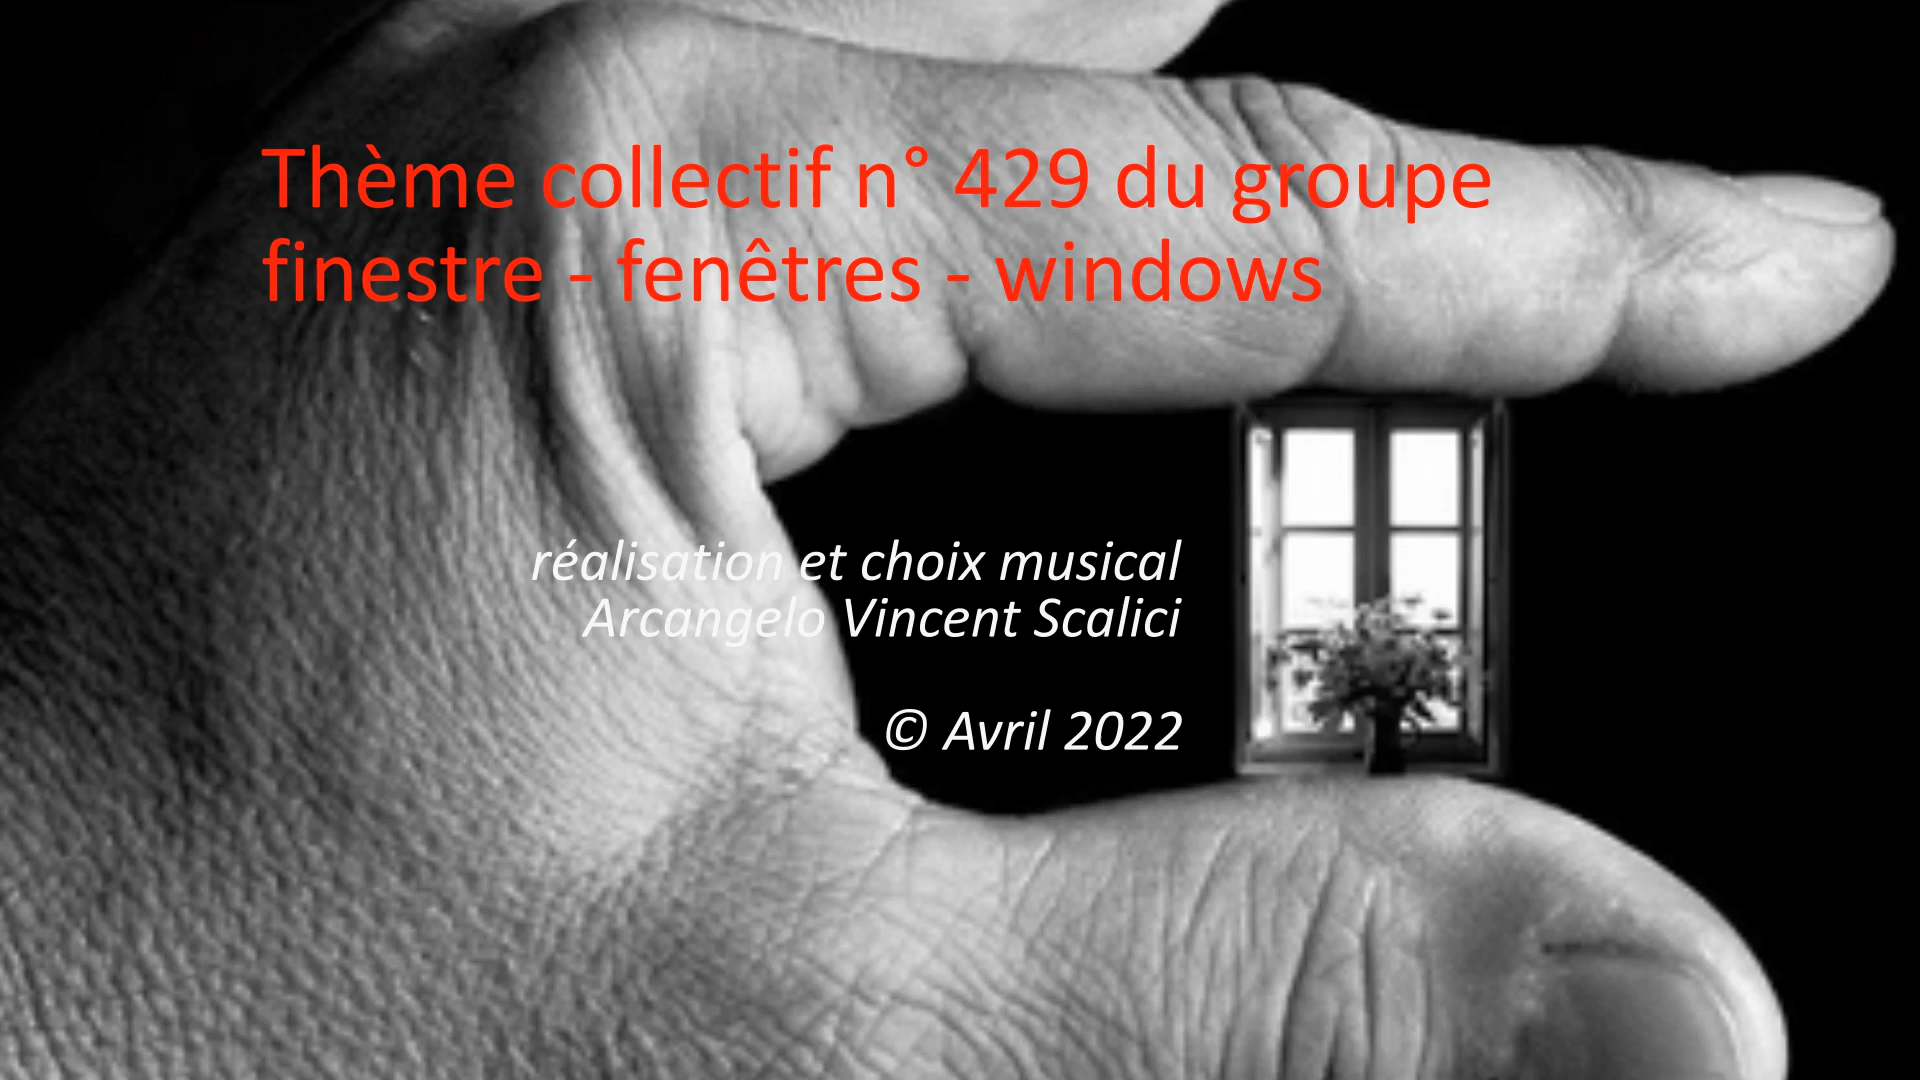 Thème collectif n° 429 du groupe
finestre - fenêtres - windows
réalisation et choix musical
Arcangelo Vincent Scalici
© Avril 2022